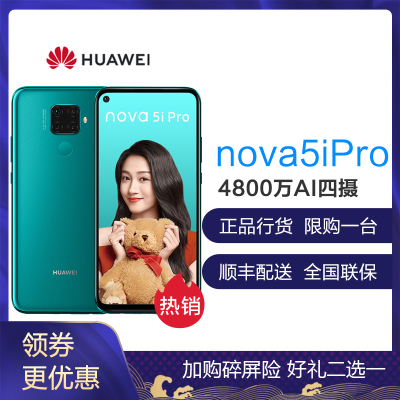 HUAWEI
nova 5i Pro
HUAWEI
热销
nova5iPro
4800万AI四摄
正品行货 限购一台
顺丰配送 全国联保
领券
更优惠
加购碎屏险 好礼二选一